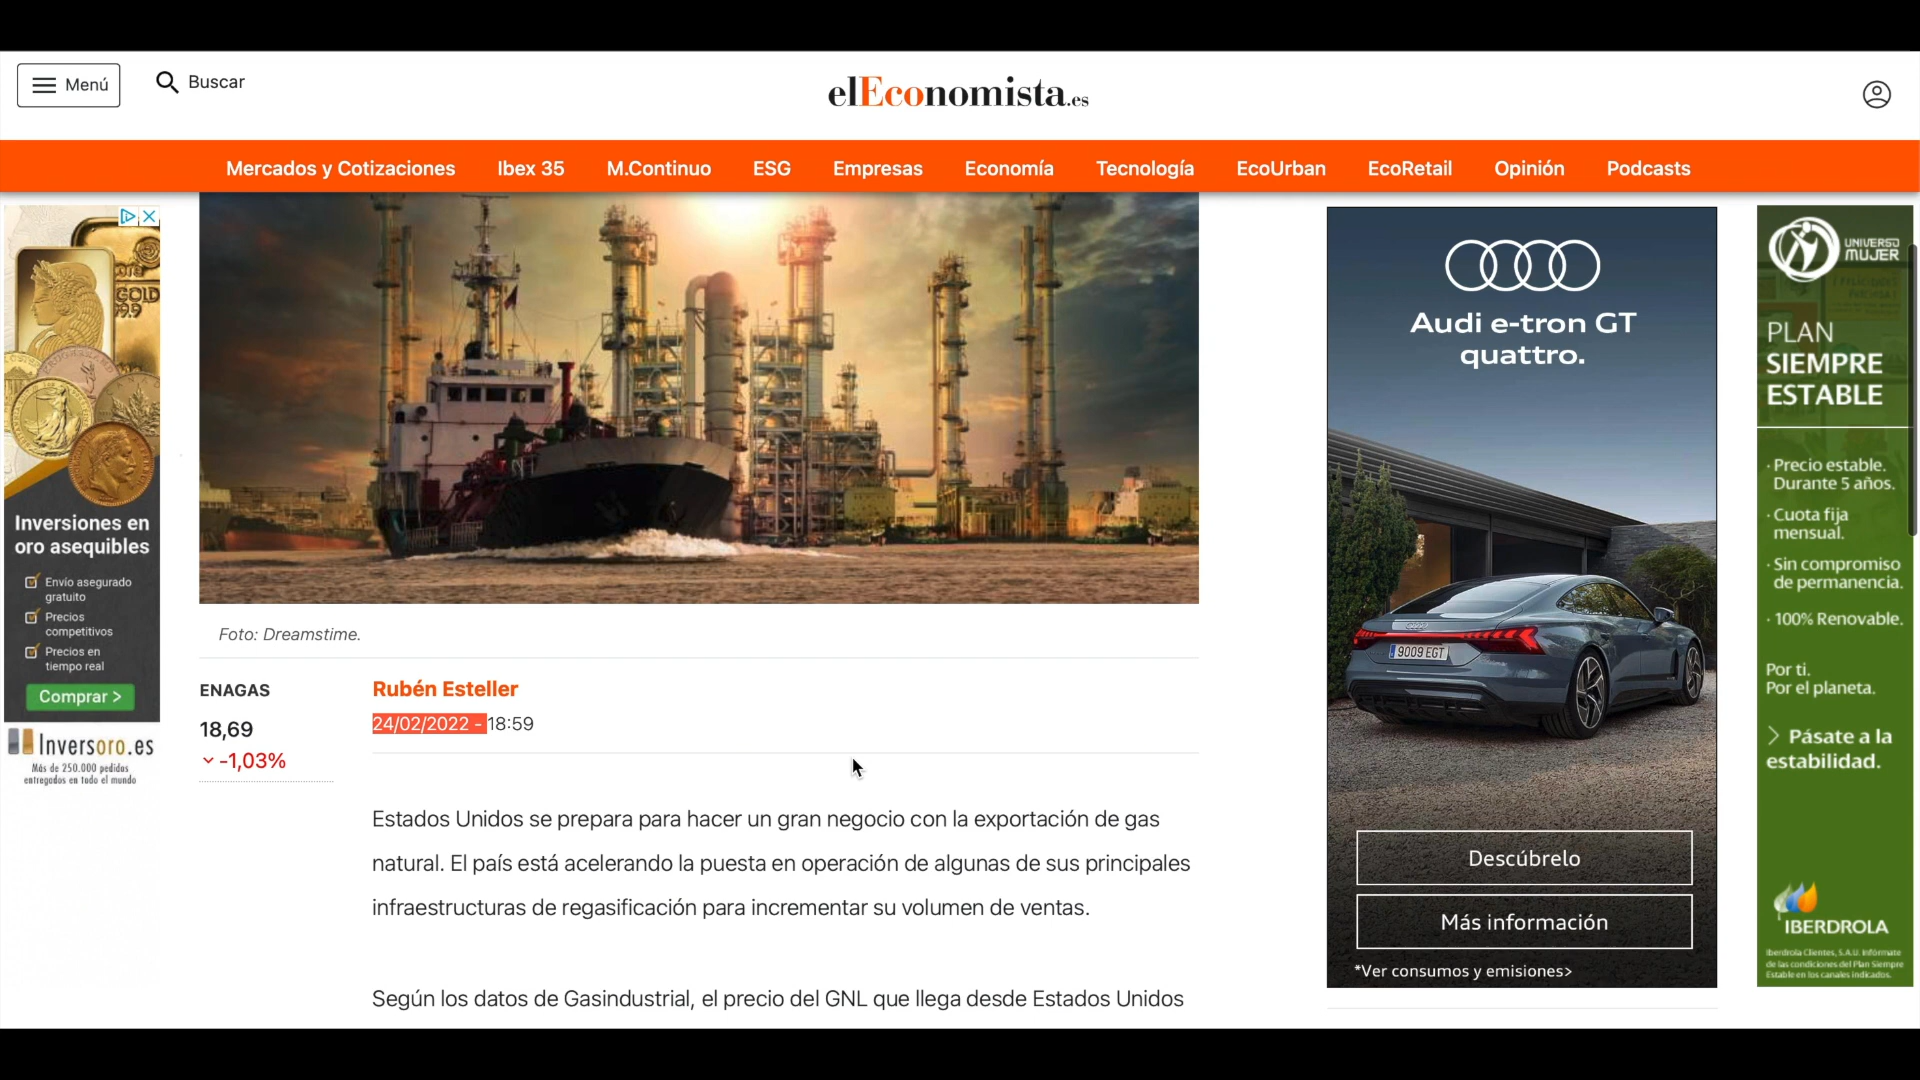 Menú
Buscar
elEconomista.es
Mercados y Cotizaciones Ibex 35 M.Continuo ESG Empresas Economía Tecnología EcoUrban EcoRetail Opinión Podcasts
GOLD
Inversiones en
oro asequibles
Envío asegurado
gratuito
Precios
competitivos
Precios en
tiempo real
Comprar >
Inversoro.es
Más de 250.000 pedidos
entregados en todo el mundo
Foto: Dreamstime.
ENAGAS
18,69
-1,03%
Rubén Esteller
24/02/2022 - 18:59
Estados Unidos se prepara para hacer un gran negocio con la exportación de gas
natural. El país está acelerando la puesta en operación de algunas de sus principales
infraestructuras de regasificación para incrementar su volumen de ventas.
Según los datos de Gasindustrial, el precio del GNL que llega desde Estados Unidos
Audi e-tron GT
quattro.
9009 EGT
Descúbrelo
Más información
*Ver consumos y emisiones>
UNIVERSO
MUJER
PLAN
SIEMPRE
ESTABLE
· Precio estable.
Durante 5 años.
· Cuota fija
mensual.
· Sin compromiso
de permanencia.
· 100% Renovable.
Por ti.
Por el planeta.
> Pásate a la
estabilidad.
IBERDROLA
Iberdrola Clientes, S.A.U. Infórmate
de las condiciones del Plan Siempre
Estable en los canales indicados.